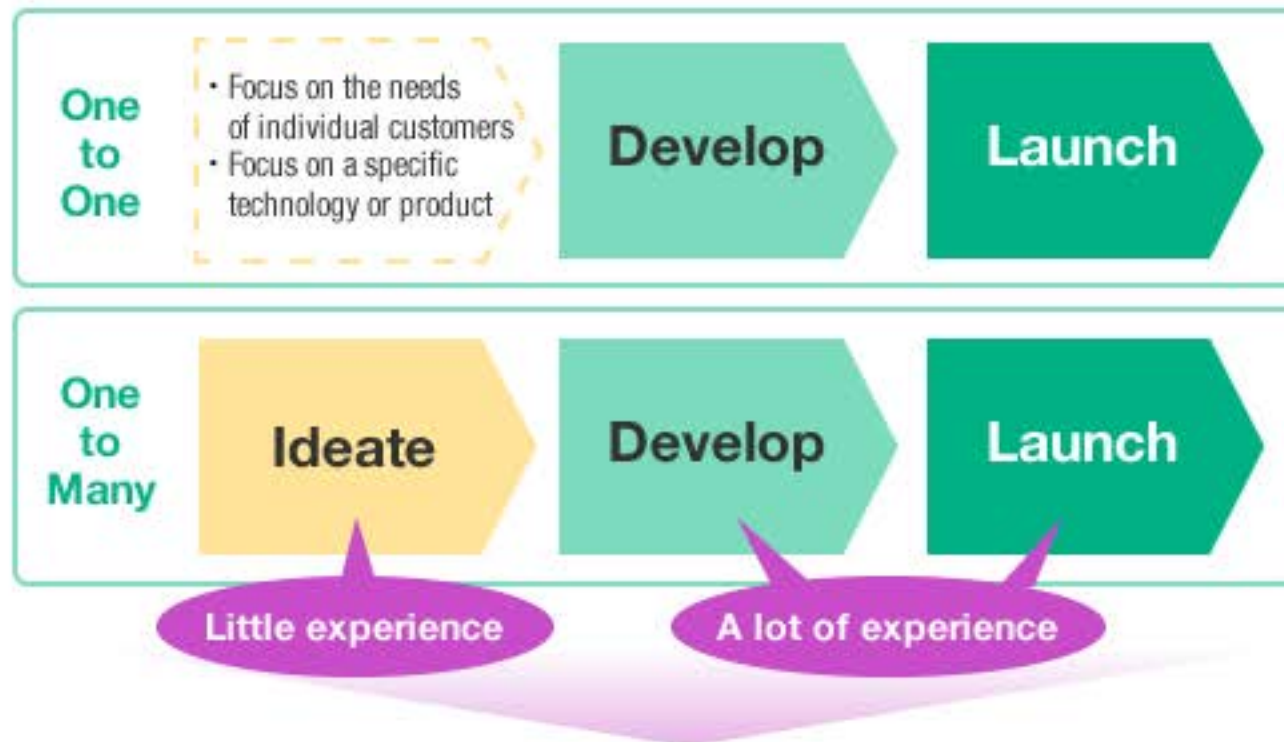 One
to
One
・Focus on the needs
of individual customers
・Focus on a specific
technology or product
Develop
Launch
One
to
Many
Ideate
Develop
Launch
Little experience
A lot of experience